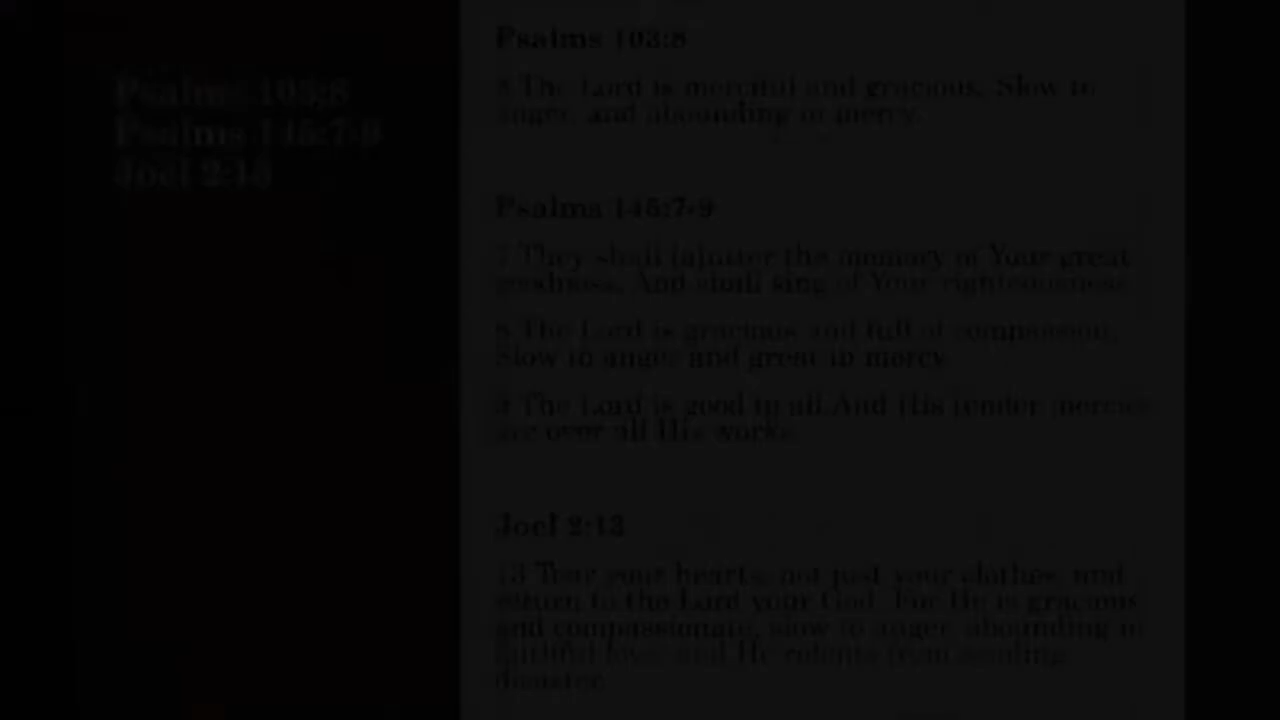 Psalms 103:8
Psalms 145:7-9
Joel 2:13
Psalms 103:8
8 The Lord is merciful and gracious, Slow to
anger, and abounding in mercy.
Psalms 145:7-9
7 They shall [a]utter the memory of Your great
goodness, And shall sing of Your righteousness.
8 The Lord is gracious and full of compassion,
Slow to anger and great in mercy.
9 The Lord is good to all, And His tender mercies
are over all His works.
Joel 2:13
13 Tear your hearts, not just your clothes, and
return to the Lord your God. For He is gracious
and compassionate, slow to anger, abounding in
faithful love, and He relents from sending
disaster.